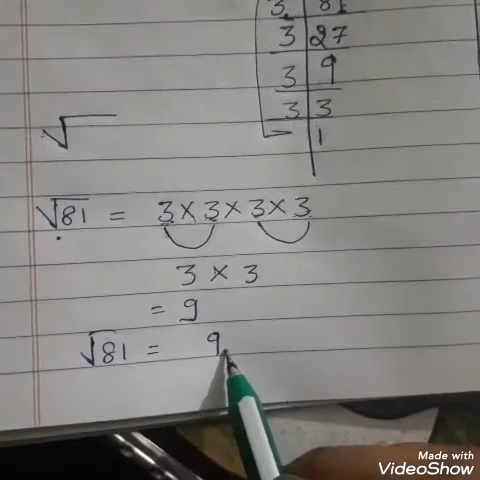 3 | 81
3 | 27
3 | 9
3 | 3
1
√
√81 = 3 × 3 × 3 × 3
3 × 3
= 9
√81 = 9
Made with
VideoShow